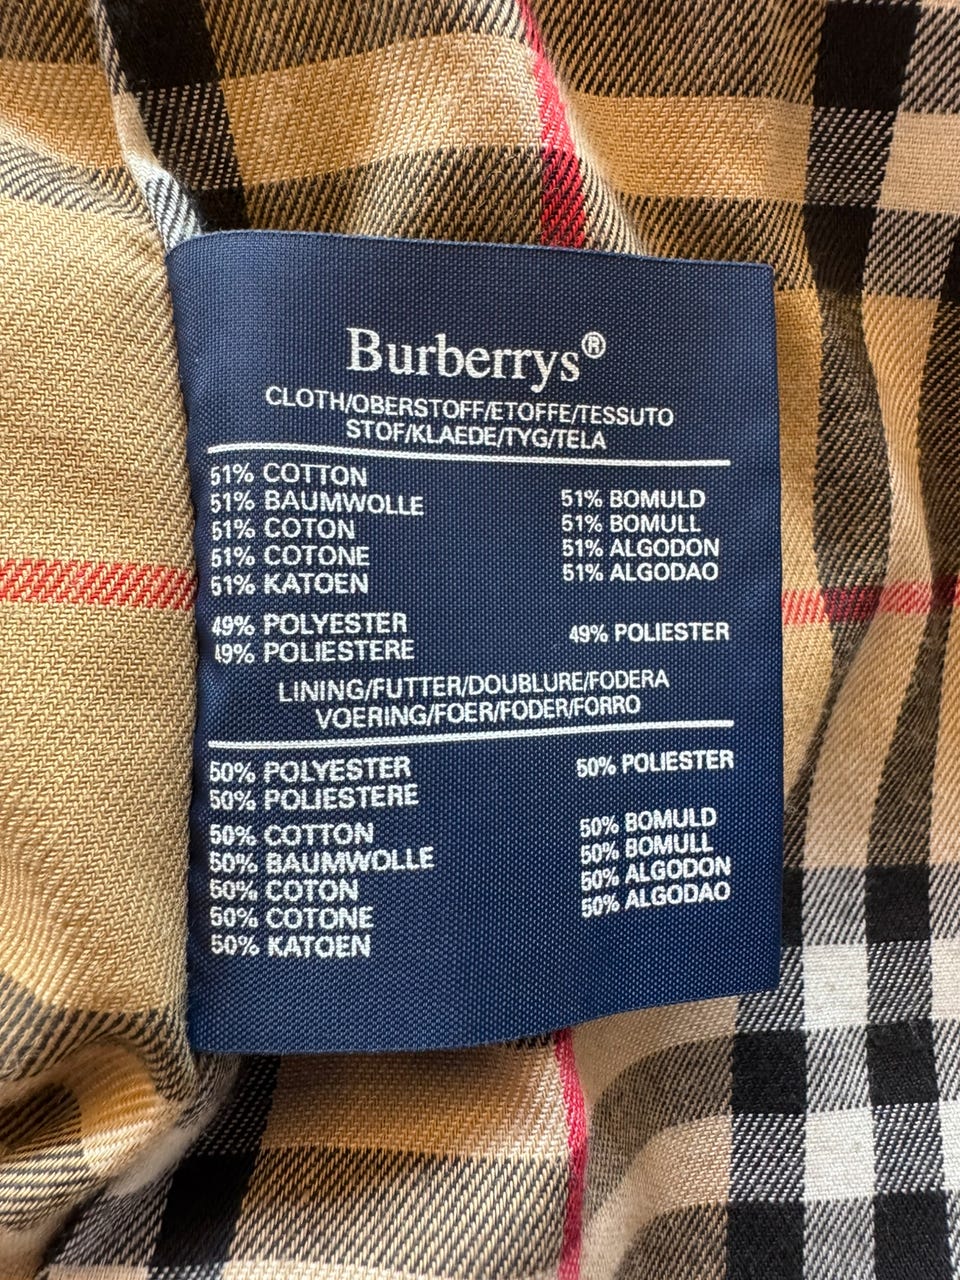 Burberrys®
CLOTH/OBERSTOFF/ETOFFE/TESSUTO
STOF/KLAEDE/TYG/TELA
51% COTTON
51% BAUMWOLLE
51% COTON
51% COTONE
51% KATOEN
51% BOMULD
51% BOMULL
51% ALGODON
51% ALGODAO
49% POLYESTER
49% POLIESTERE
49% POLIESTER
LINING/FUTTER/DOUBLURE/FODERA
VOERING/FOER/FODER/FORRO
50% POLYESTER
50% POLIESTERE
50% POLIESTER
50% COTTON
50% BAUMWOLLE
50% COTON
50% COTONE
50% KATOEN
50% BOMULD
50% BOMULL
50% ALGODON
50% ALGODAO